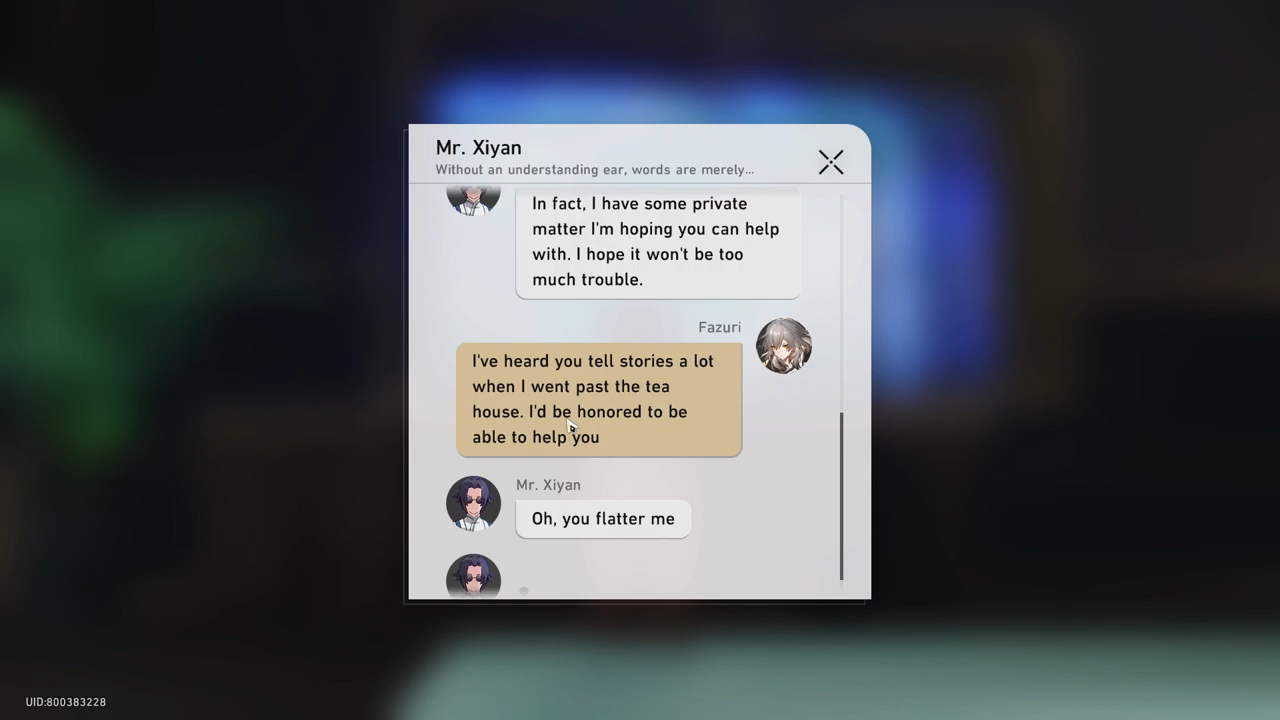 Mr. Xiyan
Without an understanding ear, words are merely...
In fact, I have some private
matter I'm hoping you can help
with. I hope it won't be too
much trouble.
Fazuri
I've heard you tell stories a lot
when I went past the tea
house. I'd be honored to be
able to help you
Mr. Xiyan
Oh, you flatter me
UID:800383228